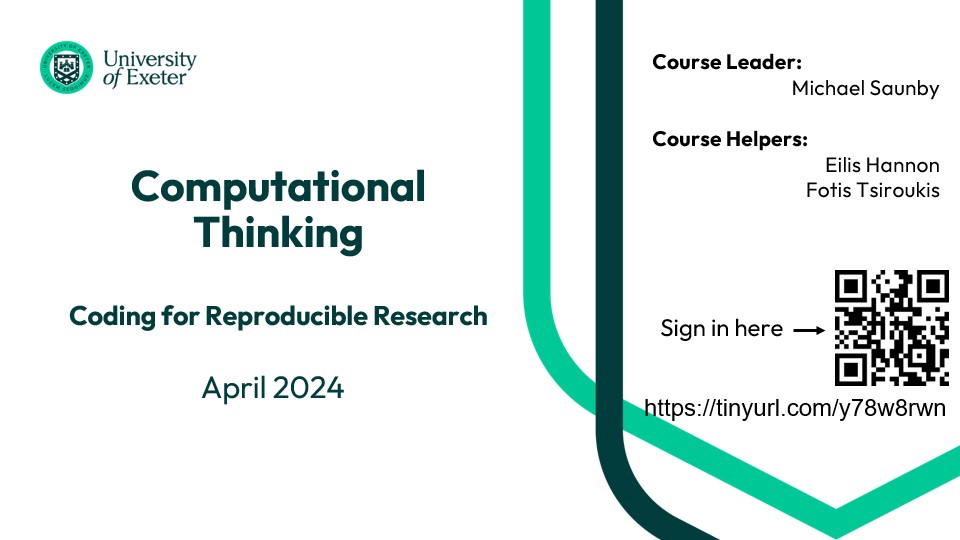 University
of Exeter
Computational
Thinking
Coding for Reproducible Research
April 2024
Course Leader:
Michael Saunby
Course Helpers:
Eilis Hannon
Fotis Tsiroukis
Sign in here
https://tinyurl.com/y78w8rwn